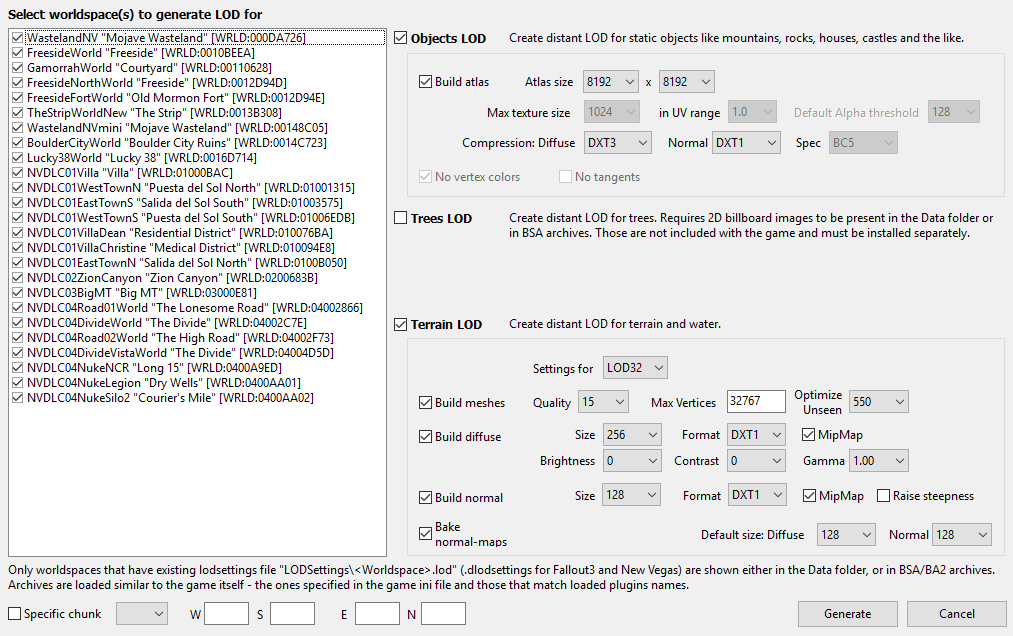 Select worldspace(s) to generate LOD for
WastelandNV "Mojave Wasteland" [WRLD:000DA726]
FreesideWorld "Freeside" [WRLD:0010BEEA]
GamorrahWorld "Courtyard" [WRLD:00110628]
FreesideNorthWorld "Freeside" [WRLD:0012D94D]
FreesideFortWorld "Old Mormon Fort" [WRLD:0012D94E]
TheStripWorldNew "The Strip" [WRLD:0013B308]
WastelandNVmini "Mojave Wasteland" [WRLD:00148C05]
BoulderCityWorld "Boulder City Ruins" [WRLD:0014C723]
Lucky38World "Lucky 38" [WRLD:0016D714]
NVDLC01Villa "Villa" [WRLD:01000BAC]
NVDLC01WestTownN "Puesta del Sol North" [WRLD:01001315]
NVDLC01EastTownS "Salida del Sol South" [WRLD:01003575]
NVDLC01WestTownS "Puesta del Sol South" [WRLD:01006EDB]
NVDLC01VillaDean "Residential District" [WRLD:010076BA]
NVDLC01VillaChristine "Medical District" [WRLD:010094E8]
NVDLC01EastTownN "Salida del Sol North" [WRLD:0100B050]
NVDLC02ZionCanyon "Zion Canyon" [WRLD:0200683B]
NVDLC03BigMT "Big MT" [WRLD:03000E81]
NVDLC04Road01World "The Lonesome Road" [WRLD:04002866]
NVDLC04DivideWorld "The Divide" [WRLD:04002C7E]
NVDLC04Road02World "The High Road" [WRLD:04002F73]
NVDLC04DivideVistaWorld "The Divide" [WRLD:04004D5D]
NVDLC04NukeNCR "Long 15" [WRLD:0400A9ED]
NVDLC04NukeLegion "Dry Wells" [WRLD:0400AA01]
NVDLC04NukeSilo2 "Courier's Mile" [WRLD:0400AA02]
Objects LOD Create distant LOD for static objects like mountains, rocks, houses, castles and the like.
Build atlas Atlas size 8192 x 8192
Max texture size 1024 in UV range 1.0 Default Alpha threshold 128
Compression: Diffuse DXT3 Normal DXT1 Spec BC5
No vertex colors No tangents
Trees LOD Create distant LOD for trees. Requires 2D billboard images to be present in the Data folder or
in BSA archives. Those are not included with the game and must be installed separately.
Terrain LOD Create distant LOD for terrain and water.
Settings for LOD32
Build meshes Quality 15 Max Vertices 32767 Optimize
Unseen 550
Build diffuse Size 256 Format DXT1 MipMap
Brightness 0 Contrast 0 Gamma 1.00
Build normal Size 128 Format DXT1 MipMap Raise steepness
Bake
normal-maps Default size: Diffuse 128 Normal 128
Only worldspaces that have existing lodsettings file "LODSettings\<Worldspace>.lod" (.dlodsettings for Fallout3 and New Vegas) are shown either in the Data folder, or in BSA/BA2 archives.
Archives are loaded similar to the game itself - the ones specified in the game ini file and those that match loaded plugins names.
Specific chunk W S E N Generate Cancel